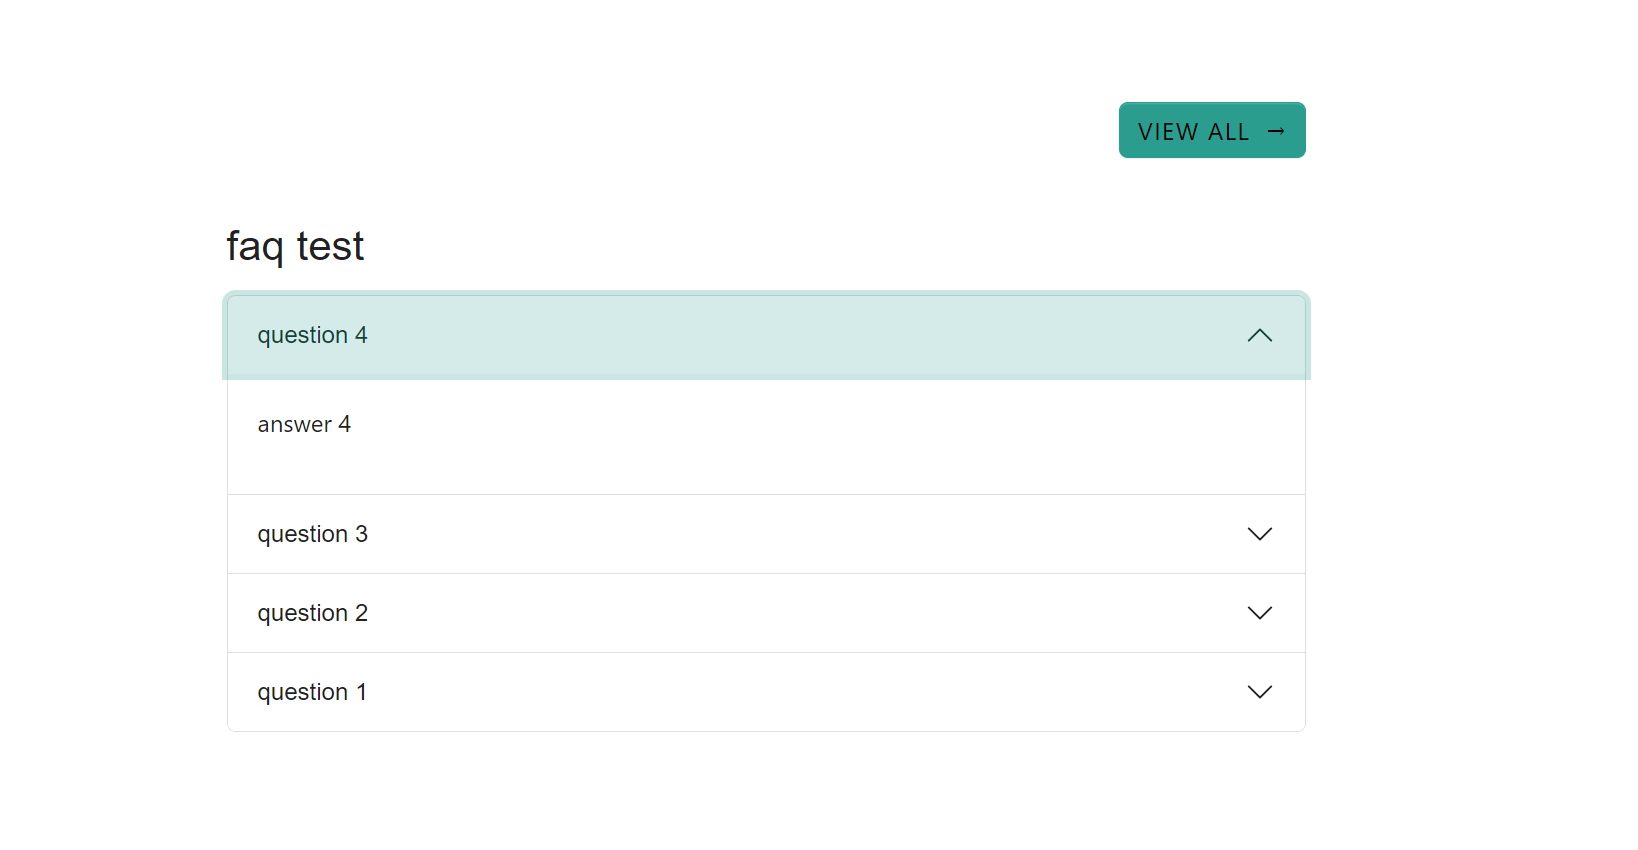 VIEW ALL →
faq test
question 4
answer 4
question 3
question 2
question 1